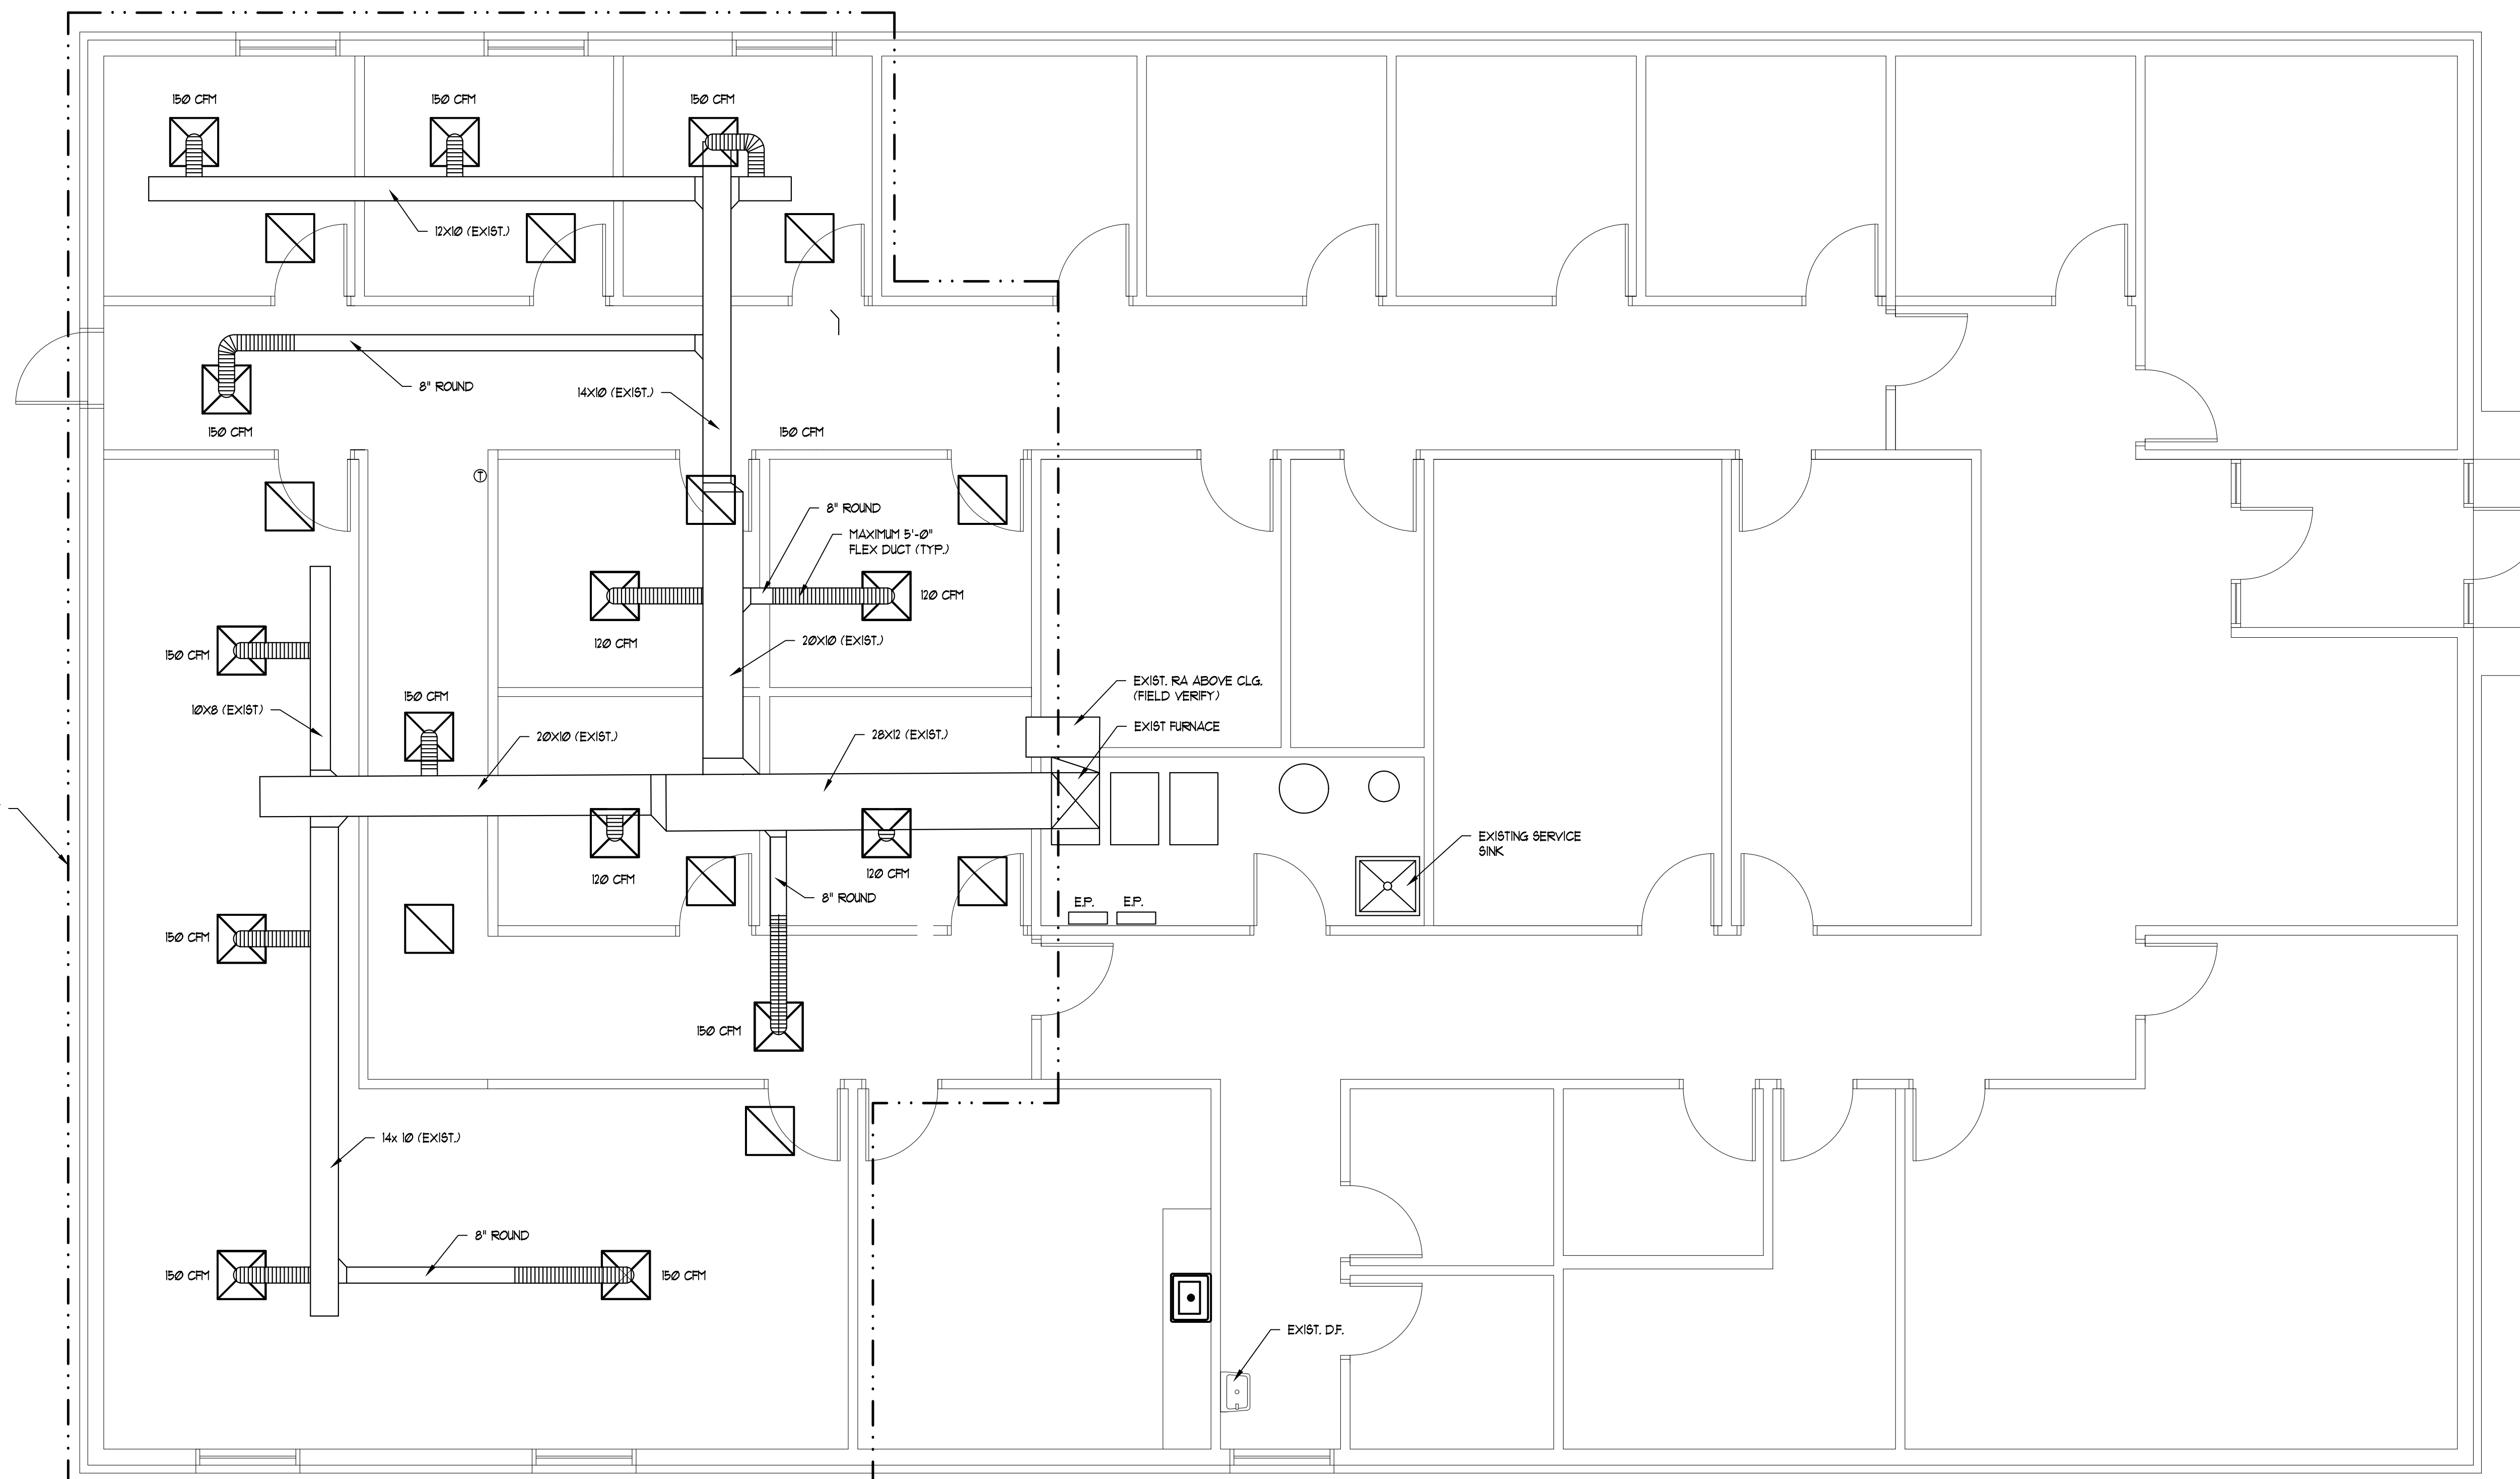 150 CFM
150 CFM
150 CFM
12X10 (EXIST.)
8" ROUND
14X10 (EXIST.)
150 CFM
150 CFM
T
8" ROUND
MAXIMUM 5'-0"
FLEX DUCT (TYP.)
120 CFM
120 CFM
20X10 (EXIST.)
150 CFM
EXIST. RA ABOVE CLG.
(FIELD VERIFY)
150 CFM
10X8 (EXIST)
EXIST FURNACE
20X10 (EXIST.)
28X12 (EXIST.)
EXISTING SERVICE
SINK
120 CFM
120 CFM
8" ROUND
E.P.
E.P.
150 CFM
150 CFM
14x 10 (EXIST.)
8" ROUND
150 CFM
150 CFM
EXIST. D.F.